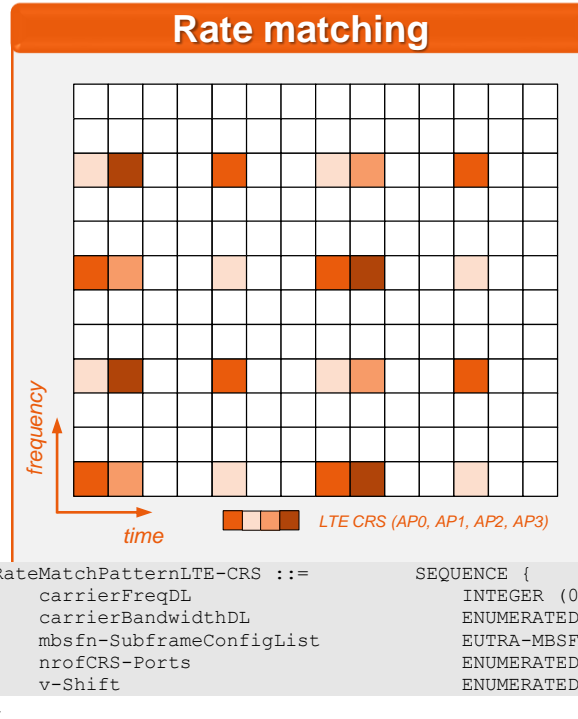 Rate matching
frequency
time
LTE CRS (AP0, AP1, AP2, AP3)
RateMatchPatternLTE-CRS ::= SEQUENCE {
carrierFreqDL INTEGER (0
carrierBandwidthDL ENUMERATED
mbsfn-SubframeConfigList EUTRA-MBSF
nrofCRS-Ports ENUMERATED
v-Shift ENUMERATED